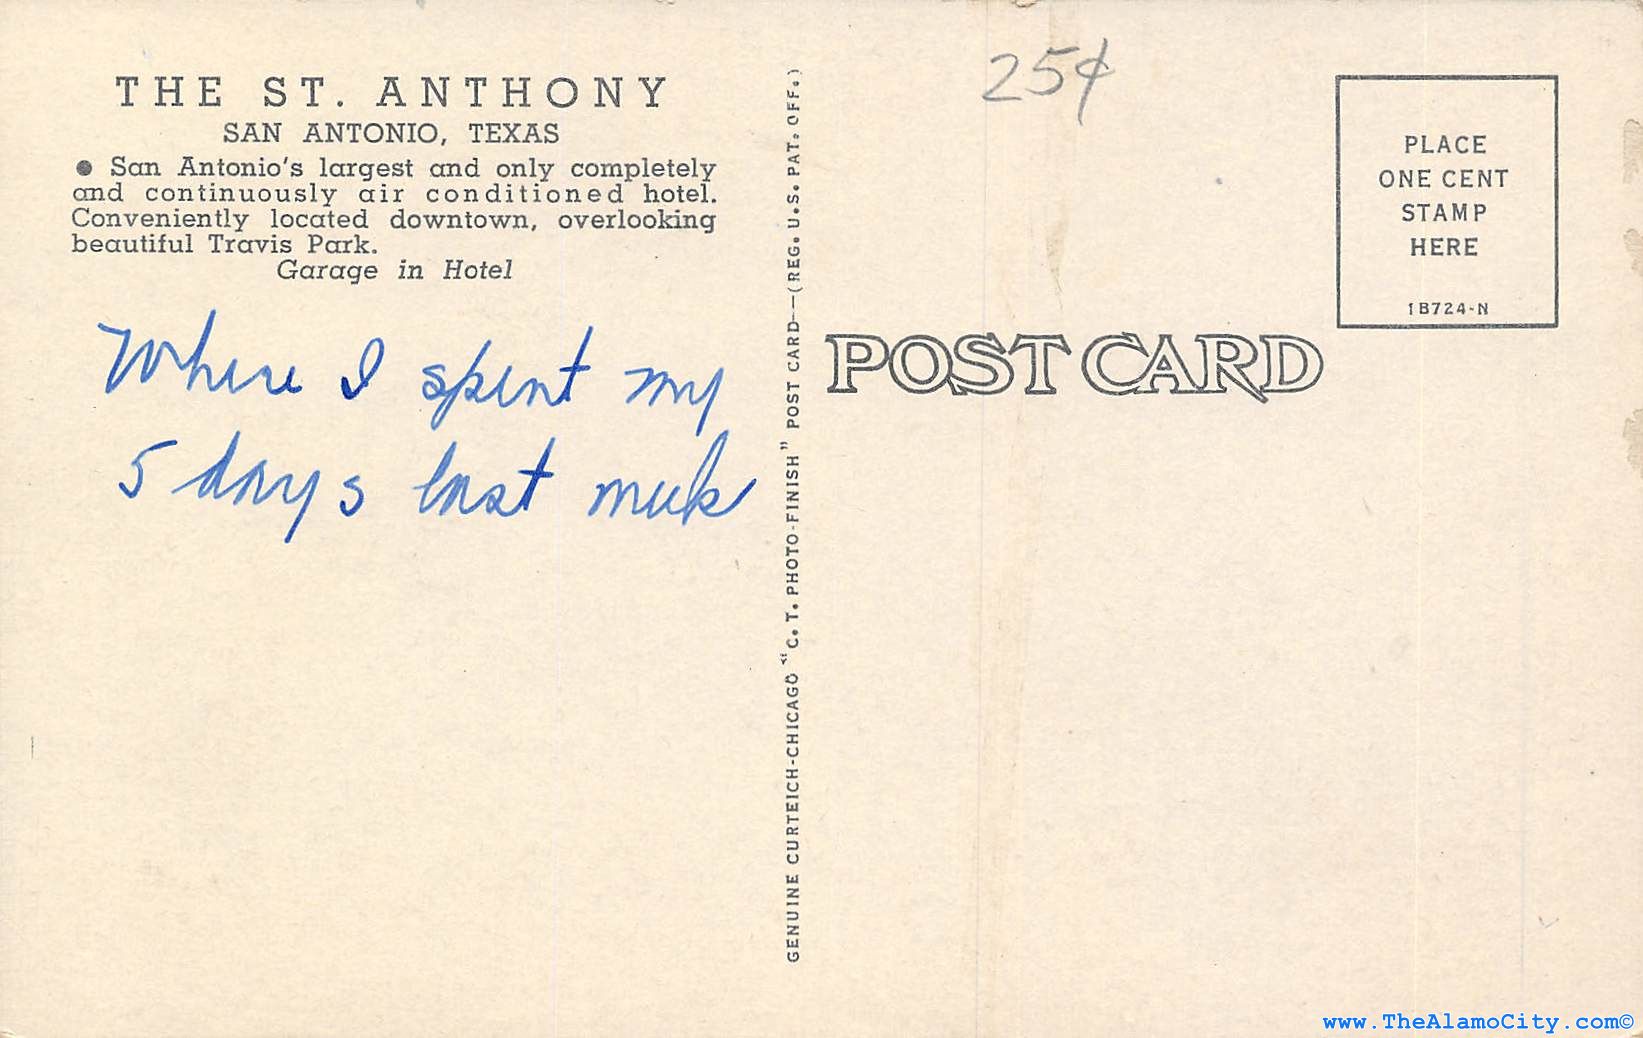 THE ST. ANTHONY
SAN ANTONIO, TEXAS
● San Antonio's largest and only completely
and continuously air conditioned hotel.
Conveniently located downtown, overlooking
beautiful Travis Park.
Garage in Hotel
Where I spent my
5 days last week
GENUINE CURTEICH-CHICAGO "C. T. PHOTO-FINISH" POST CARD—(REG. U.S. PAT. OFF.)
25¢
PLACE
ONE CENT
STAMP
HERE
1B724-N
POST CARD
www.TheAlamoCity.com©